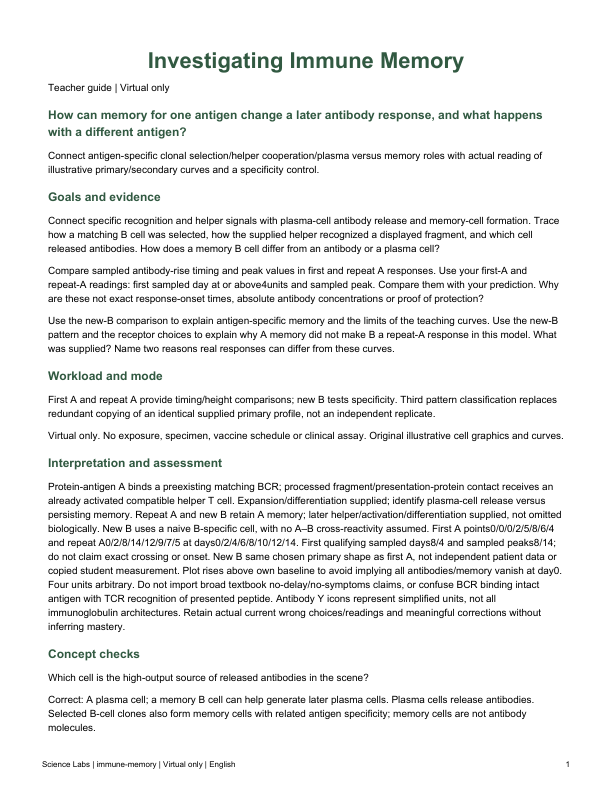 Investigating Immune Memory
Teacher guide | Virtual only
How can memory for one antigen change a later antibody response, and what happens
with a different antigen?
Connect antigen-specific clonal selection/helper cooperation/plasma versus memory roles with actual reading of
illustrative primary/secondary curves and a specificity control.
Goals and evidence
Connect specific recognition and helper signals with plasma-cell antibody release and memory-cell formation. Trace
how a matching B cell was selected, how the supplied helper recognized a displayed fragment, and which cell
released antibodies. How does a memory B cell differ from an antibody or a plasma cell?
Compare sampled antibody-rise timing and peak values in first and repeat A responses. Use your first-A and
repeat-A readings: first sampled day at or above4units and sampled peak. Compare them with your prediction. Why
are these not exact response-onset times, absolute antibody concentrations or proof of protection?
Use the new-B comparison to explain antigen-specific memory and the limits of the teaching curves. Use the new-B
pattern and the receptor choices to explain why A memory did not make B a repeat-A response in this model. What
was supplied? Name two reasons real responses can differ from these curves.
Workload and mode
First A and repeat A provide timing/height comparisons; new B tests specificity. Third pattern classification replaces
redundant copying of an identical supplied primary profile, not an independent replicate.
Virtual only. No exposure, specimen, vaccine schedule or clinical assay. Original illustrative cell graphics and curves.
Interpretation and assessment
Protein-antigen A binds a preexisting matching BCR; processed fragment/presentation-protein contact receives an
already activated compatible helper T cell. Expansion/differentiation supplied; identify plasma-cell release versus
persisting memory. Repeat A and new B retain A memory; later helper/activation/differentiation supplied, not omitted
biologically. New B uses a naive B-specific cell, with no A–B cross-reactivity assumed. First A points0/0/0/2/5/8/6/4
and repeat A0/2/8/14/12/9/7/5 at days0/2/4/6/8/10/12/14. First qualifying sampled days8/4 and sampled peaks8/14;
do not claim exact crossing or onset. New B same chosen primary shape as first A, not independent patient data or
copied student measurement. Plot rises above own baseline to avoid implying all antibodies/memory vanish at day0.
Four units arbitrary. Do not import broad textbook no-delay/no-symptoms claims, or confuse BCR binding intact
antigen with TCR recognition of presented peptide. Antibody Y icons represent simplified units, not all
immunoglobulin architectures. Retain actual current wrong choices/readings and meaningful corrections without
inferring mastery.
Concept checks
Which cell is the high-output source of released antibodies in the scene?
Correct: A plasma cell; a memory B cell can help generate later plasma cells. Plasma cells release antibodies.
Selected B-cell clones also form memory cells with related antigen specificity; memory cells are not antibody
molecules.
Science Labs | immune-memory | Virtual only | English
1